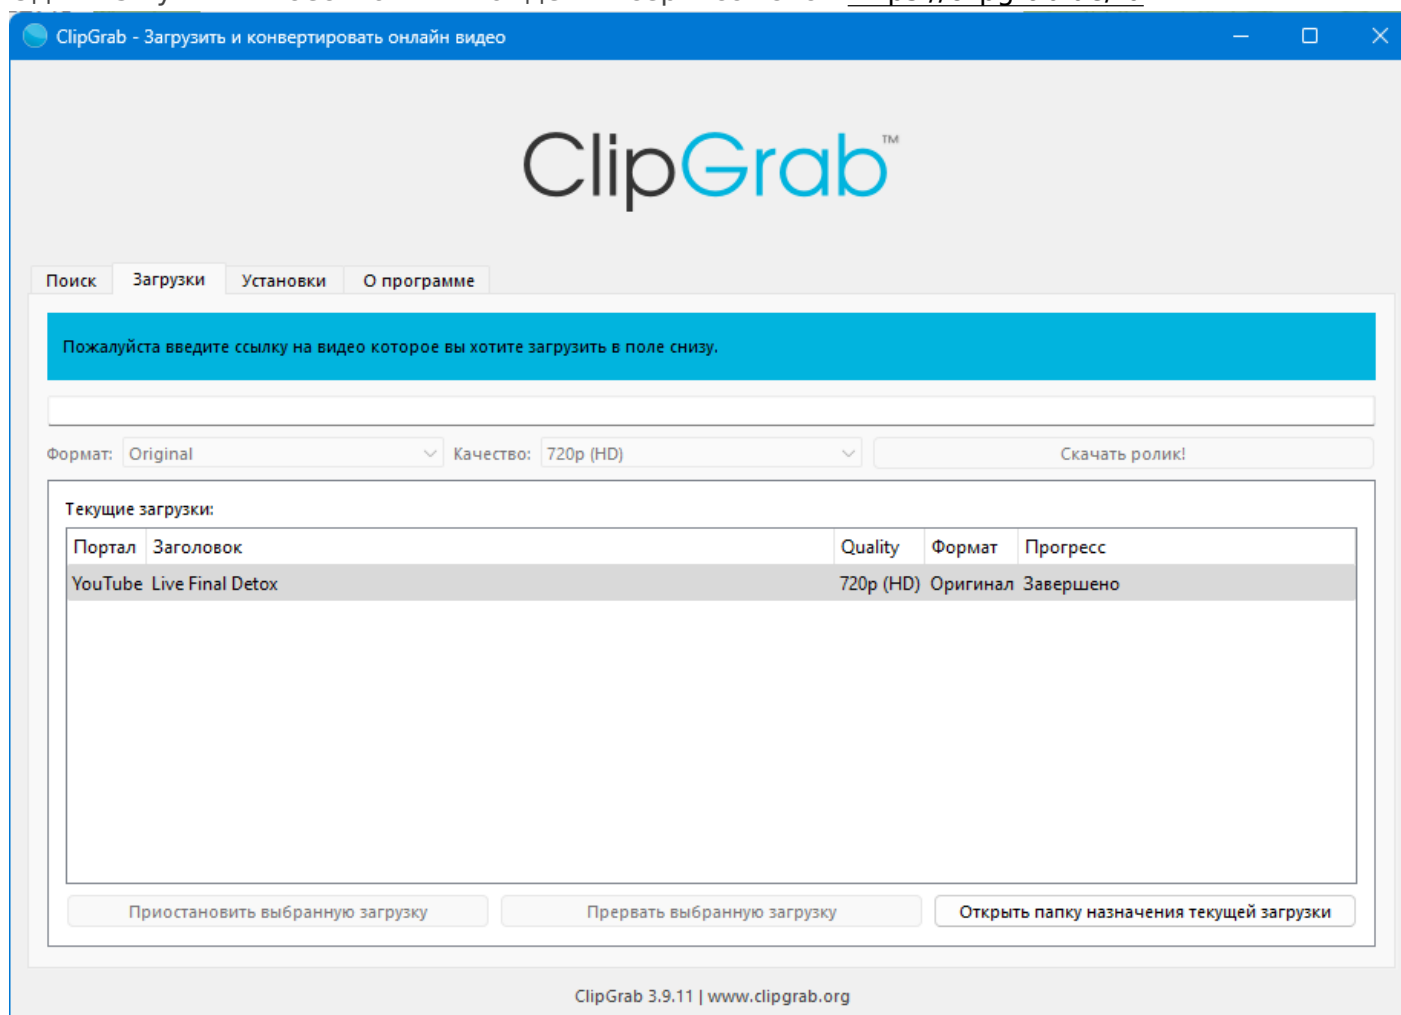 ClipGrab - Загрузить и конвертировать онлайн видео
ClipGrab™
Поиск Загрузки Установки О программе
Пожалуйста введите ссылку на видео которое вы хотите загрузить в поле снизу.
Формат: Original Качество: 720p (HD) Скачать ролик!
Текущие загрузки:
Портал Заголовок Quality Формат Прогресс
YouTube Live Final Detox 720p (HD) Оригинал Завершено
Приостановить выбранную загрузку Прервать выбранную загрузку Открыть папку назначения текущей загрузки
ClipGrab 3.9.11 | www.clipgrab.org